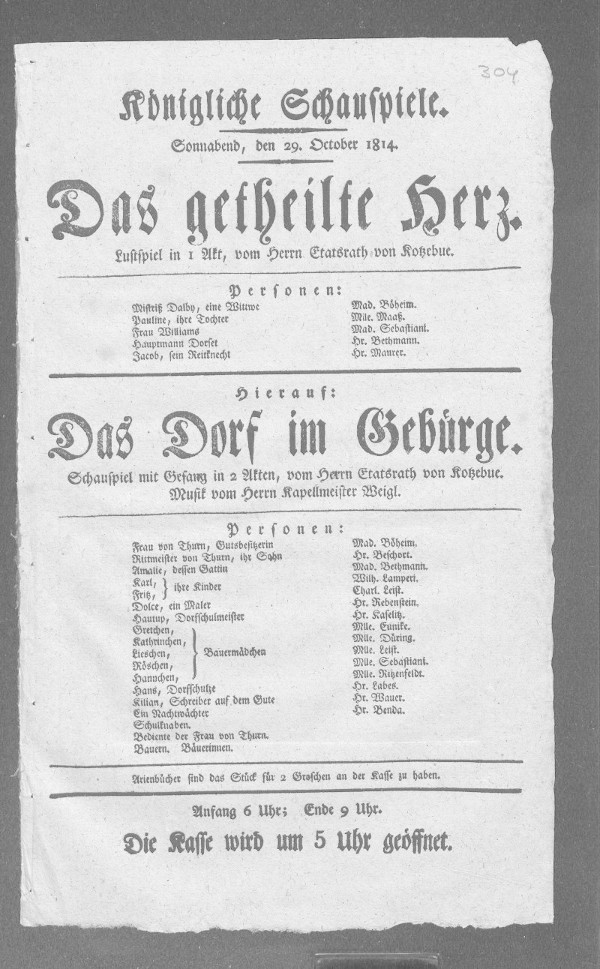 304
Königliche Schauspiele.
Sonnabend, den 29. October 1814.
Das getheilte Herz.
Lustspiel in 1 Akt, vom Herrn Etatsrath von Kotzebue.
Personen:
Mistriß Dalby, eine Wittwe Mad. Böheim.
Pauline, ihre Tochter Mlle. Maaß.
Frau Williams Mad. Sebastiani.
Hauptmann Dorset Hr. Bethmann.
Jacob, sein Reitknecht Hr. Maurer.
Hierauf:
Das Dorf im Gebürge.
Schauspiel mit Gesang in 2 Akten, vom Herrn Etatsrath von Kotzebue.
Musik vom Herrn Kapellmeister Weigl.
Personen:
Frau von Thurn, Gutsbesitzerin Mad. Böheim.
Rittmeister von Thurn, ihr Sohn Hr. Beschort.
Amalie, dessen Gattin Mad. Bethmann.
Karl, } ihre Kinder Wilh. Lampert.
Fritz, Charl. Leist.
Dolce, ein Maler Hr. Rebenstein.
Hautup, Dorfschulmeister Hr. Kaselitz.
Gretchen, Mlle. Eunike.
Kathrinchen, Mlle. Düring.
Lieschen, } Bauermädchen Mlle. Leist.
Röschen, Mlle. Sebastiani.
Hannchen, Mlle. Ritzenfeldt.
Hans, Dorfschulze Hr. Labes.
Kilian, Schreiber auf dem Gute Hr. Wauer.
Ein Nachtwächter Hr. Benda.
Schulknaben.
Bediente der Frau von Thurn.
Bauern. Bäuerinnen.
Arienbücher sind das Stück für 2 Groschen an der Kasse zu haben.
Anfang 6 Uhr; Ende 9 Uhr.
Die Kasse wird um 5 Uhr geöffnet.